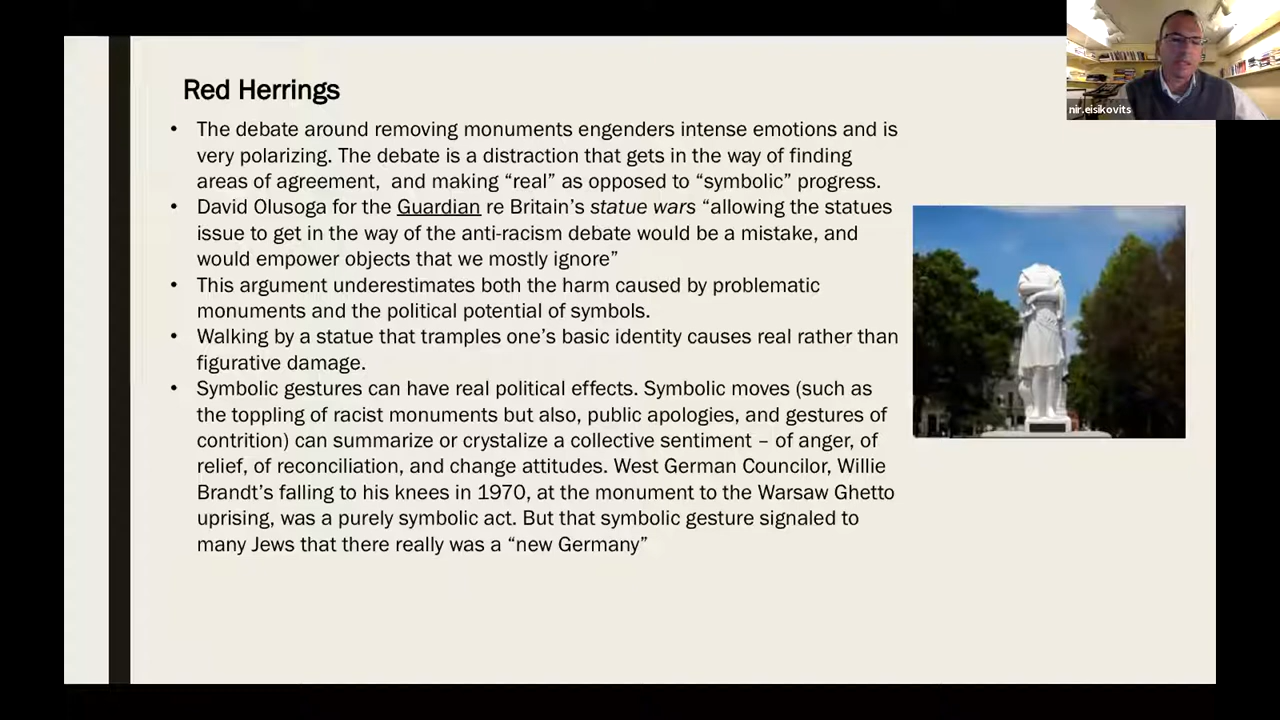 Red Herrings
• The debate around removing monuments engenders intense emotions and is
very polarizing. The debate is a distraction that gets in the way of finding
areas of agreement, and making “real” as opposed to “symbolic” progress.
• David Olusoga for the Guardian re Britain’s statue wars “allowing the statues
issue to get in the way of the anti-racism debate would be a mistake, and
would empower objects that we mostly ignore”
• This argument underestimates both the harm caused by problematic
monuments and the political potential of symbols.
• Walking by a statue that tramples one’s basic identity causes real rather than
figurative damage.
• Symbolic gestures can have real political effects. Symbolic moves (such as
the toppling of racist monuments but also, public apologies, and gestures of
contrition) can summarize or crystalize a collective sentiment – of anger, of
relief, of reconciliation, and change attitudes. West German Councilor, Willie
Brandt’s falling to his knees in 1970, at the monument to the Warsaw Ghetto
uprising, was a purely symbolic act. But that symbolic gesture signaled to
many Jews that there really was a “new Germany”
nir.eisikovits